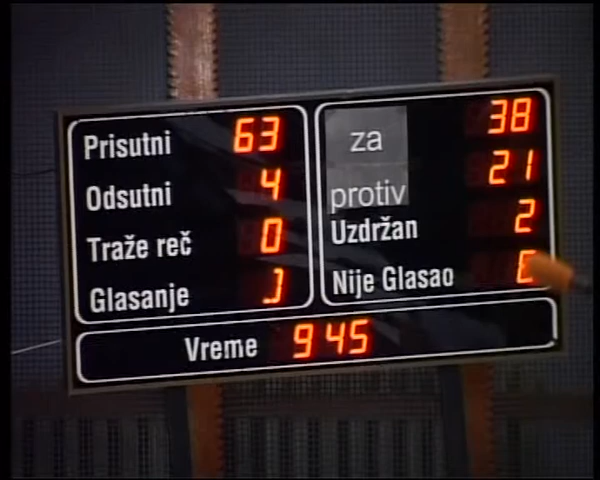 Prisutni 63
Odsutni 4
Traže reč 0
Glasanje
za 38
protiv 21
Uzdržan 2
Nije Glasao
Vreme 9 45